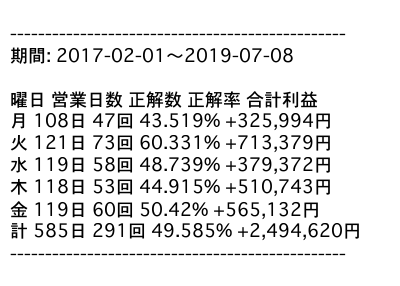 ------------------------------------------------
期間: 2017-02-01〜2019-07-08
曜日 営業日数 正解数 正解率 合計利益
月 108日 47回 43.519% +325,994円
火 121日 73回 60.331% +713,379円
水 119日 58回 48.739% +379,372円
木 118日 53回 44.915% +510,743円
金 119日 60回 50.42% +565,132円
計 585日 291回 49.585% +2,494,620円
------------------------------------------------